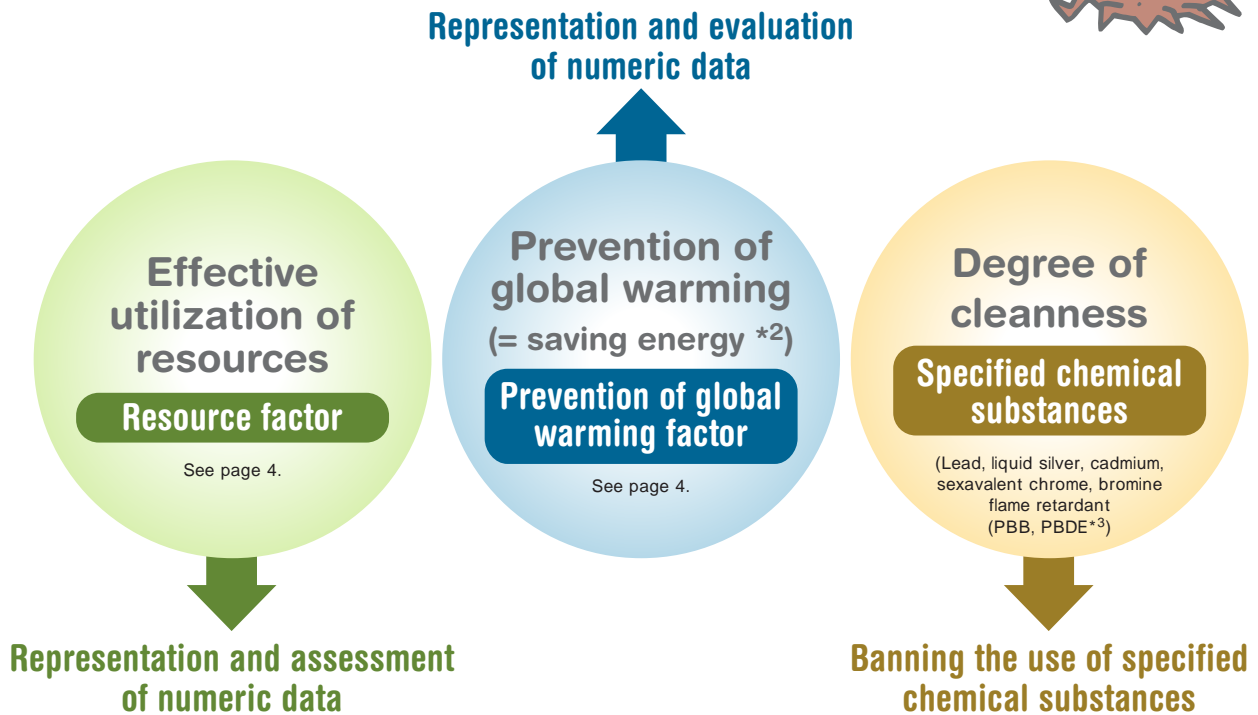 Representation and evaluation
of numeric data
Effective
utilization of
resources
Resource factor
See page 4.
Representation and assessment
of numeric data
Prevention of
global warming
(= saving energy *2)
Prevention of global
warming factor
See page 4.
Degree of
cleanness
Specified chemical
substances
(Lead, liquid silver, cadmium,
sexavalent chrome, bromine
flame retardant
(PBB, PBDE*3)
Banning the use of specified
chemical substances